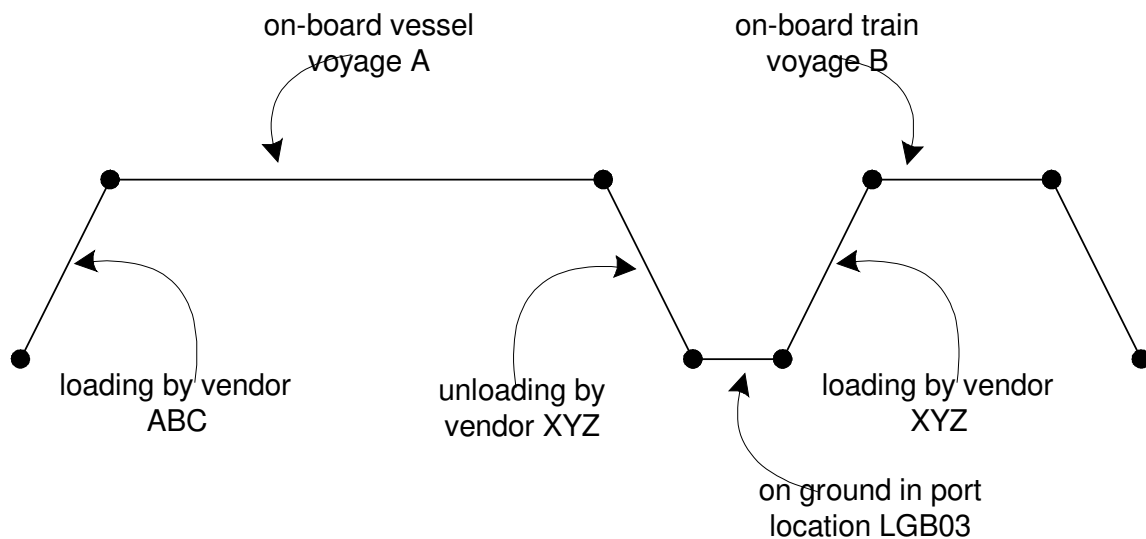 on-board vessel
voyage A
on-board train
voyage B
loading by vendor
ABC
unloading by
vendor XYZ
loading by vendor
XYZ
on ground in port
location LGB03